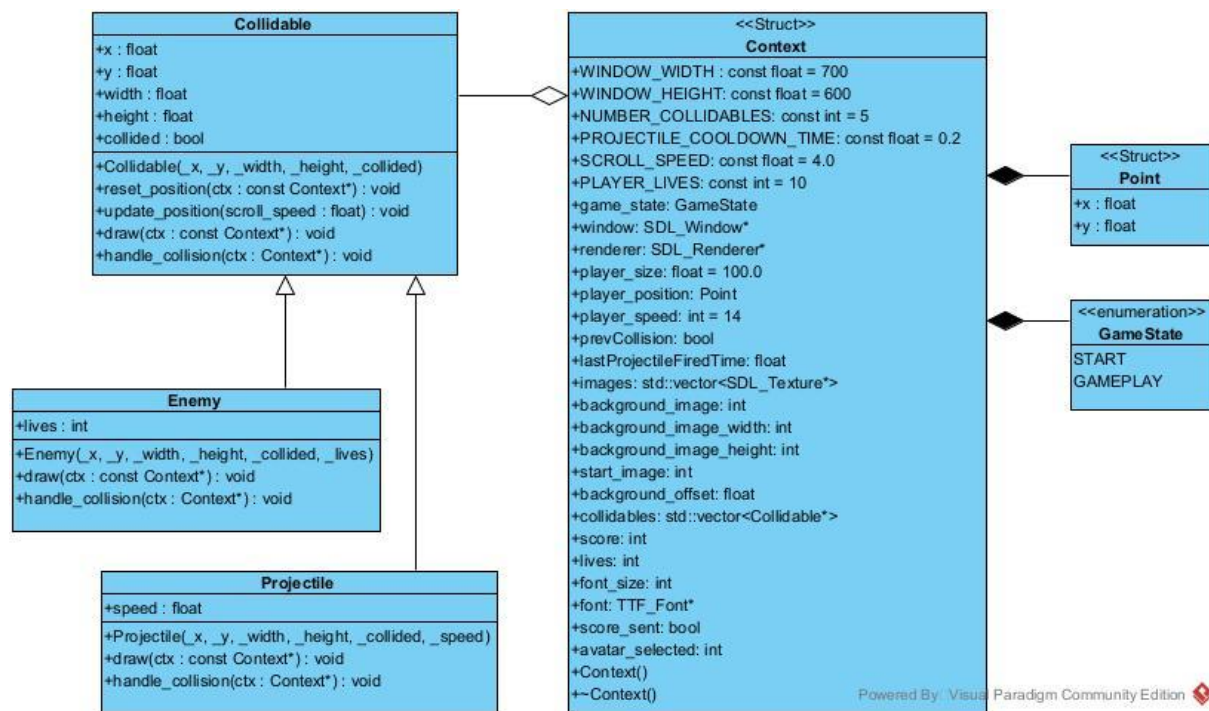 Collidable
+x : float
+y : float
+width : float
+height : float
+collided : bool
+Collidable(_x, _y, _width, _height, _collided)
+reset_position(ctx : const Context*) : void
+update_position(scroll_speed : float) : void
+draw(ctx : const Context*) : void
+handle_collision(ctx : Context*) : void
Enemy
+lives : int
+Enemy(_x, _y, _width, _height, _collided, _lives)
+draw(ctx : const Context*) : void
+handle_collision(ctx : Context*) : void
Projectile
+speed : float
+Projectile(_x, _y, _width, _height, _collided, _speed)
+draw(ctx : const Context*) : void
+handle_collision(ctx : Context*) : void
<<Struct>>
Context
+WINDOW_WIDTH : const float = 700
+WINDOW_HEIGHT: const float = 600
+NUMBER_COLLIDABLES: const int = 5
+PROJECTILE_COOLDOWN_TIME: const float = 0.2
+SCROLL_SPEED: const float = 4.0
+PLAYER_LIVES: const int = 10
+game_state: GameState
+window: SDL_Window*
+renderer: SDL_Renderer*
+player_size: float = 100.0
+player_position: Point
+player_speed: int = 14
+prevCollision: bool
+lastProjectileFiredTime: float
+images: std::vector<SDL_Texture*>
+background_image: int
+background_image_width: int
+background_image_height: int
+start_image: int
+background_offset: float
+collidables: std::vector<Collidable*>
+score: int
+lives: int
+font_size: int
+font: TTF_Font*
+score_sent: bool
+avatar_selected: int
+Context()
+~Context()
<<Struct>>
Point
+x : float
+y : float
<<enumeration>>
GameState
START
GAMEPLAY
Powered By: Visual Paradigm Community Edition